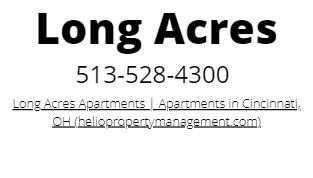 Long Acres
513-528-4300
Long Acres Apartments | Apartments in Cincinnati,
OH (heliopropertymanagement.com)